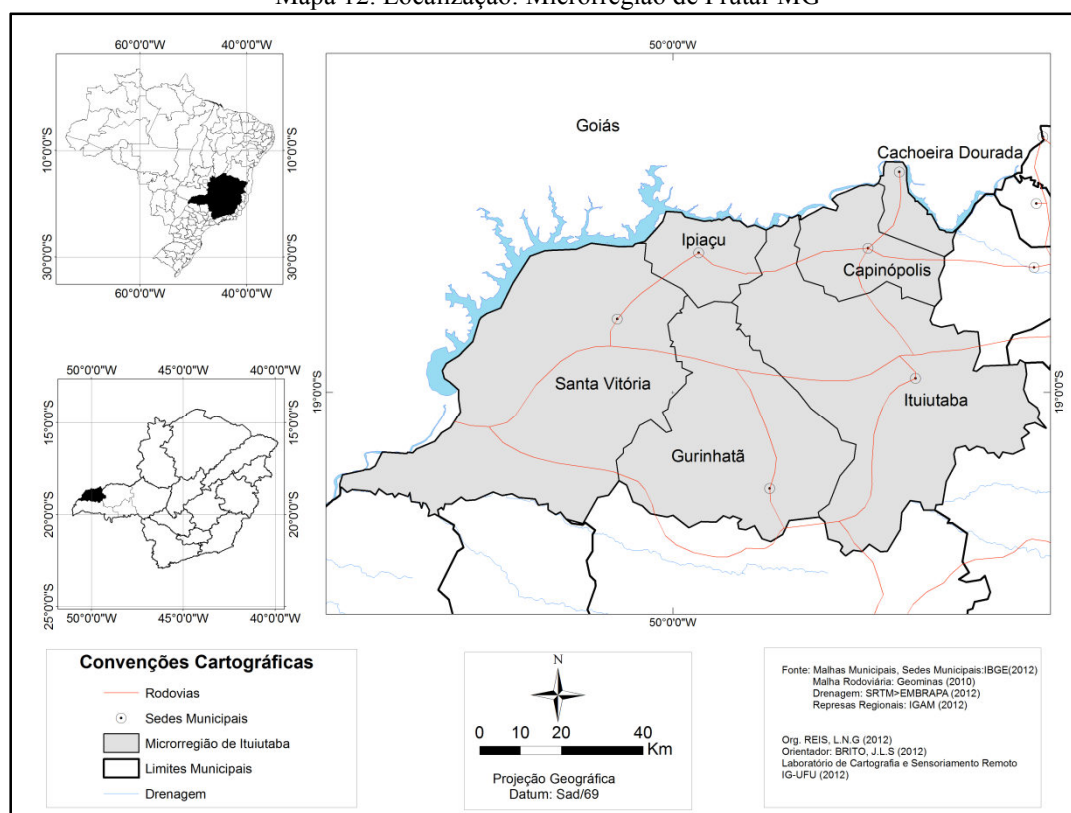 Mapa 12: Localização: Microrregião de Frutal-MG
60°0'0"W 40°0'0"W
10°0'0"S 10°0'0"S
30°0'0"S 30°0'0"S
60°0'0"W 40°0'0"W
50°0'0"W 45°0'0"W 40°0'0"W
15°0'0"S 15°0'0"S
20°0'0"S 20°0'0"S
25°0'0"S 25°0'0"S
50°0'0"W 45°0'0"W 40°0'0"W
50°0'0"W
Goiás
Cachoeira Dourada
Ipiaçu
Capinópolis
19°0'0"S 19°0'0"S
Santa Vitória
Ituiutaba
Gurinhatã
50°0'0"W
Convenções Cartográficas
Rodovias
Sedes Municipais
Microrregião de Ituiutaba
Limites Municipais
Drenagem
N
0 10 20 40
Km
Projeção Geográfica
Datum: Sad/69
Fonte: Malhas Municipais, Sedes Municipais:IBGE(2012)
Malha Rodoviária: Geominas (2010)
Drenagem: SRTM>EMBRAPA (2012)
Represas Regionais: IGAM (2012)
Org. REIS, L.N.G (2012)
Orientador: BRITO, J.L.S (2012)
Laboratório de Cartografia e Sensoriamento Remoto
IG-UFU (2012)